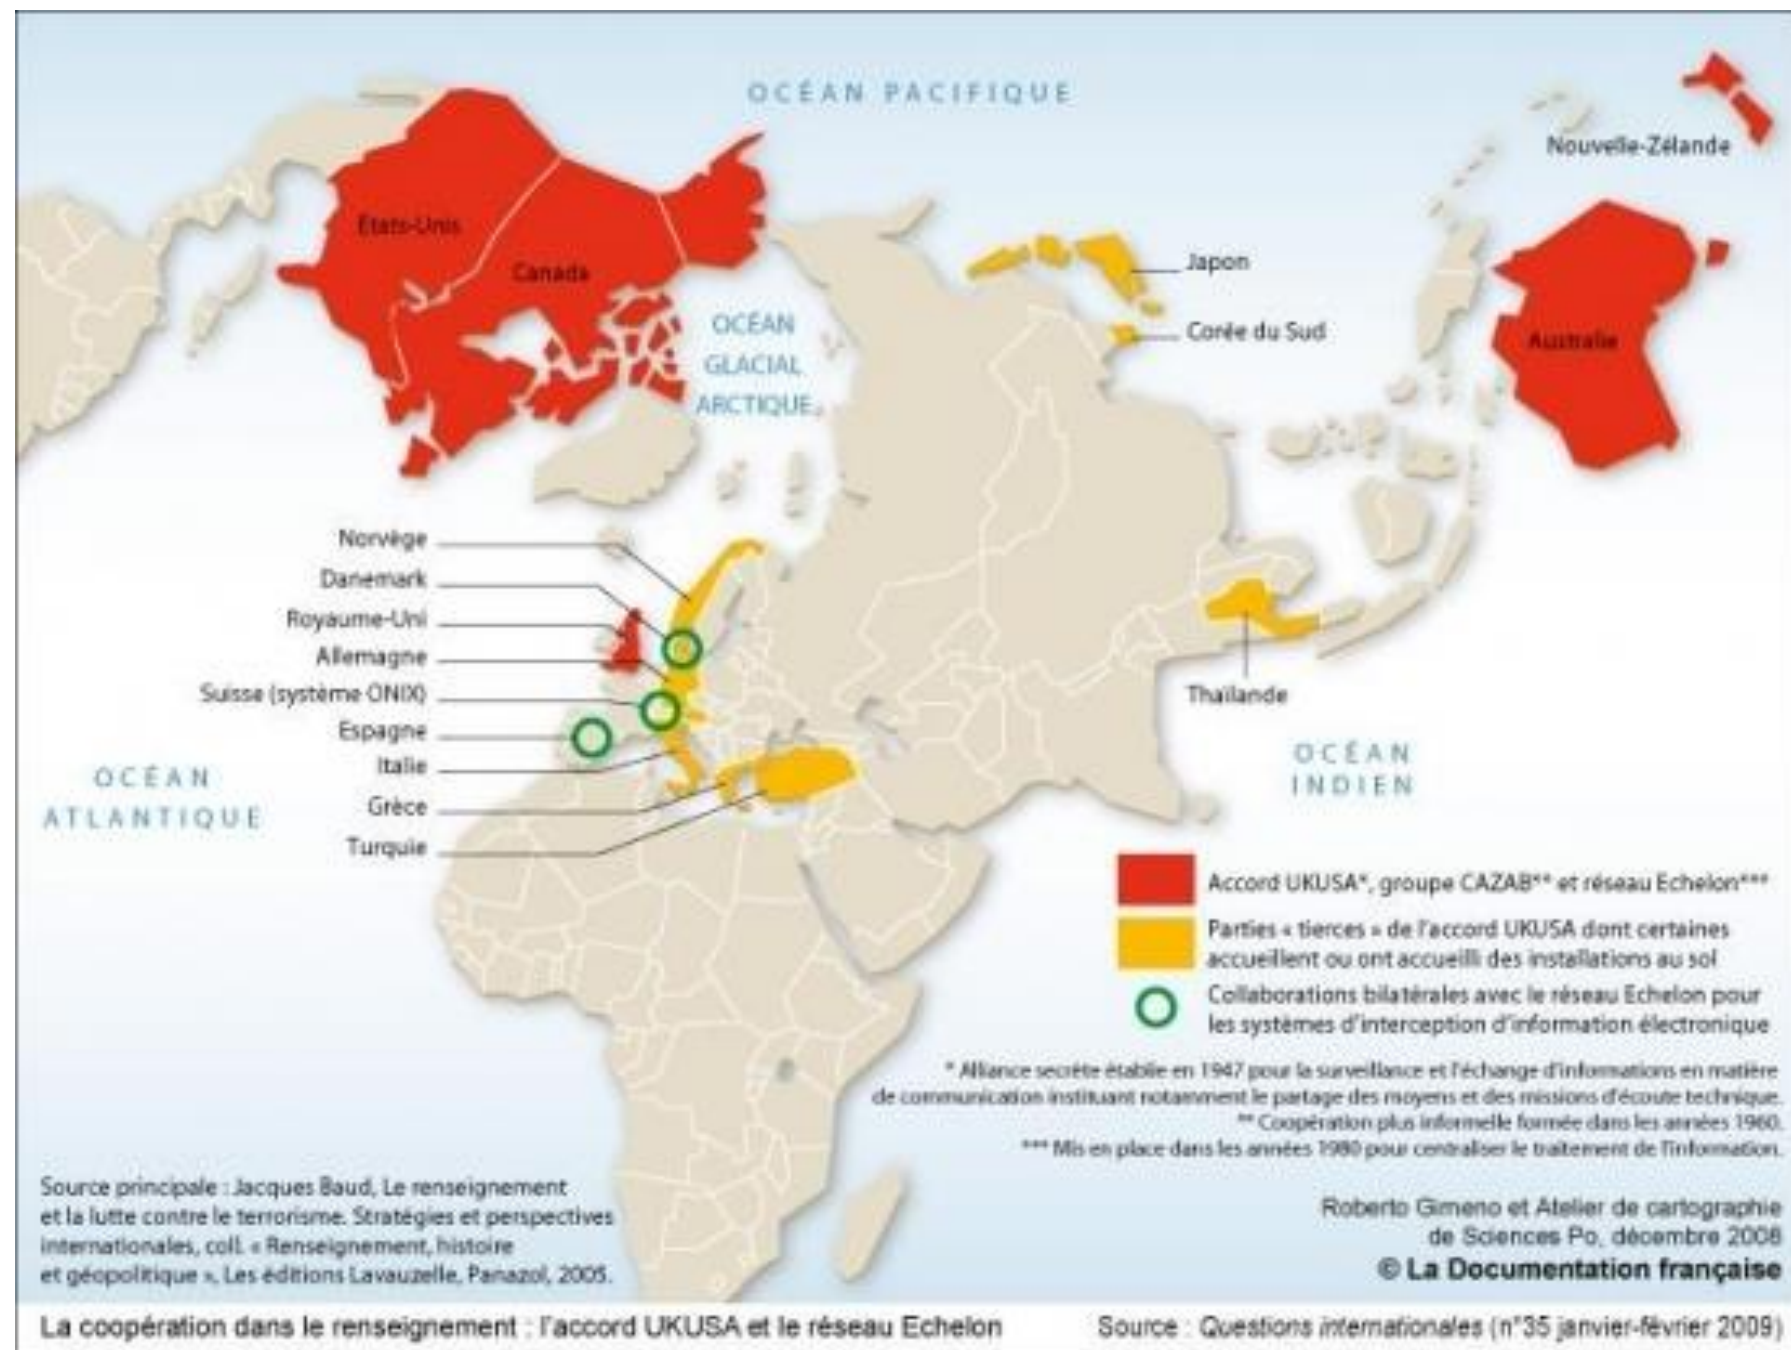 OCÉAN PACIFIQUE
Nouvelle-Zélande
États-Unis
Canada
Japon
OCÉAN
GLACIAL
ARCTIQUE
Corée du Sud
Australie
Norvège
Danemark
Royaume-Uni
Allemagne
Suisse (système ONIX)
Espagne
Italie
Grèce
Turquie
Thaïlande
OCÉAN
ATLANTIQUE
OCÉAN
INDIEN
Accord UKUSA*, groupe CAZAB** et réseau Echelon***
Parties « tierces » de l'accord UKUSA dont certaines
accueillent ou ont accueilli des installations au sol
Collaborations bilatérales avec le réseau Echelon pour
les systèmes d'interception d'information électronique
* Alliance secrète établie en 1947 pour la surveillance et l'échange d'informations en matière
de communication instituant notamment le partage des moyens et des missions d'écoute technique.
** Coopération plus informelle formée dans les années 1960.
*** Mis en place dans les années 1980 pour centraliser le traitement de l'information.
Source principale : Jacques Baud, Le renseignement
et la lutte contre le terrorisme. Stratégies et perspectives
internationales, coll. « Renseignement, histoire
et géopolitique », Les éditions Lavauzelle, Panazol, 2005.
Roberto Gimeno et Atelier de cartographie
de Sciences Po, décembre 2008
© La Documentation française
La coopération dans le renseignement : l'accord UKUSA et le réseau Echelon
Source : Questions internationales (n°35 janvier-février 2009)